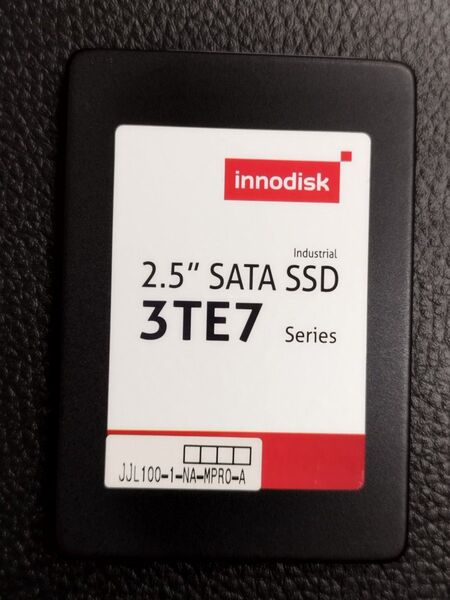 innodisk
Industrial
2.5" SATA SSD
3TE7 Series
JJL100-1-NA-MPRO-A